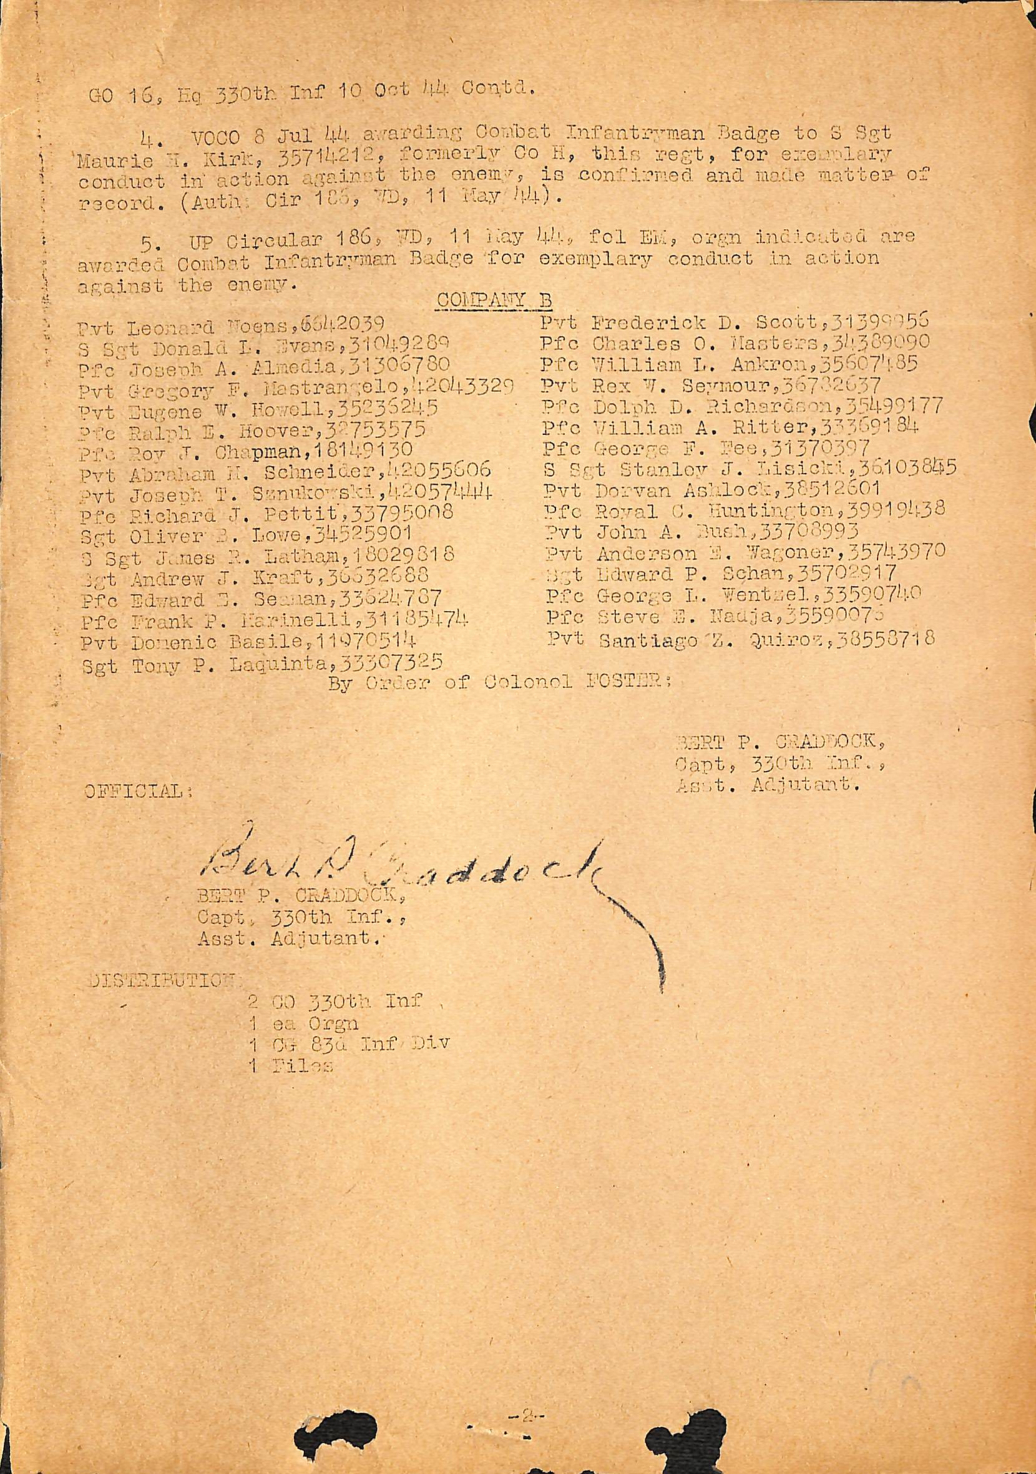 GO 16, Hq 330th Inf 10 Oct 44 Contd.
4. VOCO 8 Jul 44 awarding Combat Infantryman Badge to S Sgt
Maurie H. Kirk, 35714212, formerly Co H, this regt, for exemplary
conduct in action against the enemy, is confirmed and made matter of
record. (Auth: Cir 186, WD, 11 May 44).
5. UP Circular 186, WD, 11 May 44, fol EM, orgn indicated are
awarded Combat Infantryman Badge for exemplary conduct in action
against the enemy.
COMPANY B
Pvt Leonard Moens,6642039
S Sgt Donald L. Evans,31049289
Pfc Joseph A. Almedia,31306780
Pvt Gregory F. Mastrangelo,42043329
Pvt Eugene W. Howell,35236245
Pfc Ralph E. Hoover,32753575
Pfc Roy J. Chapman,18149130
Pvt Abraham H. Schneider,42055606
Pvt Joseph T. Sznukowski,42057444
Pfc Richard J. Pettit,33795008
Sgt Oliver B. Lowe,34525901
S Sgt James R. Latham,18029818
Sgt Andrew J. Kraft,36632688
Pfc Edward Seaman,33624787
Pfc Frank P. Marinelli,31185474
Pvt Domenic Basile,11070514
Sgt Tony P. Laquinta,33307325
Pvt Frederick D. Scott,31399956
Pfc Charles O. Masters,34389090
Pfc William L. Ankron,35607485
Pvt Rex W. Seymour,36782637
Pfc Dolph D. Richardson,35499177
Pfc William A. Ritter,33369184
Pfc George F. Fee,31370397
S Sgt Stanley J. Lisicki,36103845
Pvt Dorvan Ashlock,38512601
Pfc Royal C. Huntington,39919438
Pvt John A. Bush,33708993
Pvt Anderson E. Wagoner,35743970
Sgt Edward P. Schan,35702917
Pfc George L. Wentzel,33590740
Pfc Steve E. Nadja,35590076
Pvt Santiago Z. Quiroz,38558718
By Order of Colonel FOSTER:
BERT P. CRADDOCK,
Capt, 330th Inf.,
Asst. Adjutant.
OFFICIAL:
Bert P. Craddock
BERT P. CRADDOCK,
Capt, 330th Inf.,
Asst. Adjutant.
DISTRIBUTION
2 CO 330th Inf
1 ea Orgn
1 CG 83d Inf Div
1 Files
-2-